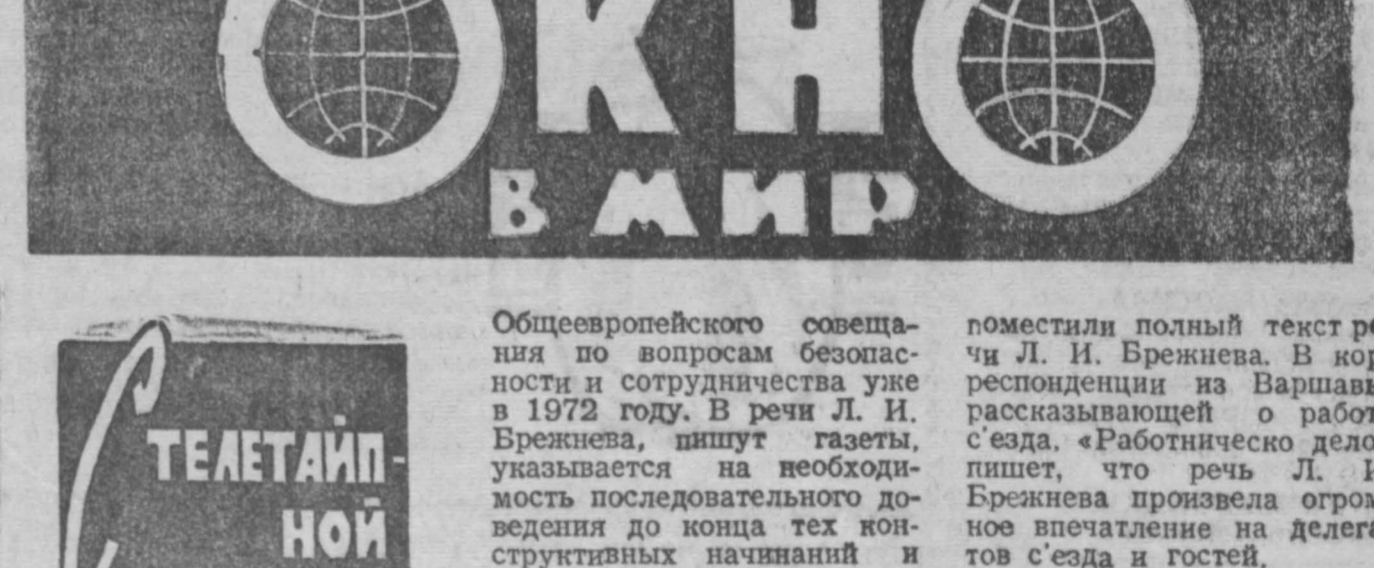 ОКНО
В МИР
ТЕЛЕТАЙП-
НОЙ
Общеевропейского совеща-
ния по вопросам безопас-
ности и сотрудничества уже
в 1972 году. В речи Л. И.
Брежнева, пишут газеты,
указывается на необходи-
мость последовательного до-
ведения до конца тех кон-
структивных начинаний и
поместили полный текст ре
чи Л. И. Брежнева. В кор
респонденции из Варшавы
рассказывающей о работ
с'езда, «Работническо дело
пишет, что речь Л. И
Брежнева произвела огром
ное впечатление на делега
тов с'езда и гостей,